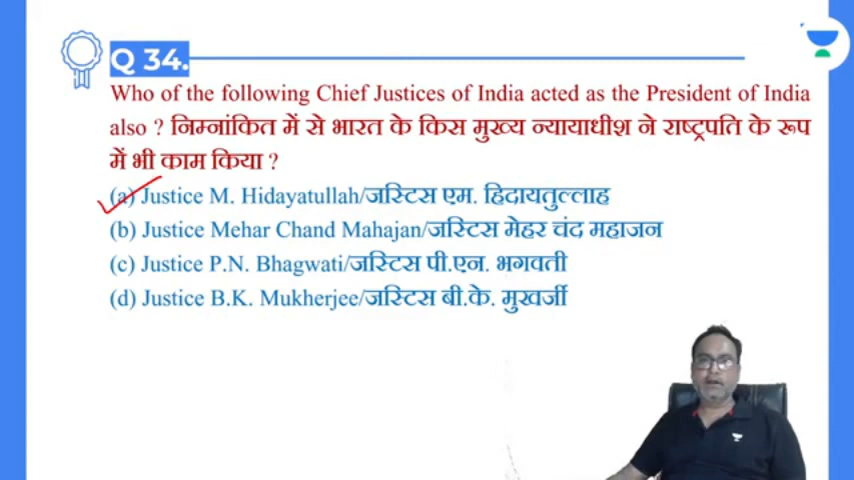 Q 34.
Who of the following Chief Justices of India acted as the President of India
also ? निम्नांकित में से भारत के किस मुख्य न्यायाधीश ने राष्ट्रपति के रूप
में भी काम किया ?
(a) Justice M. Hidayatullah/जस्टिस एम. हिदायतुल्लाह
(b) Justice Mehar Chand Mahajan/जस्टिस मेहर चंद महाजन
(c) Justice P.N. Bhagwati/जस्टिस पी.एन. भगवती
(d) Justice B.K. Mukherjee/जस्टिस बी.के. मुखर्जी